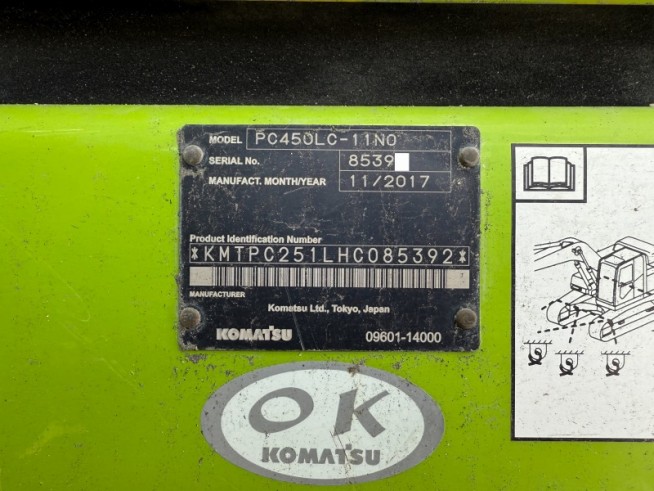 MODEL PC450LC-11N0
SERIAL No. 8539
MANUFACT. MONTH/YEAR 11/2017
Product Identification Number
*KMTPC251LHC085392*
MANUFACTURER
Komatsu Ltd., Tokyo, Japan
KOMATSU 09601-14000
OK
KOMATSU